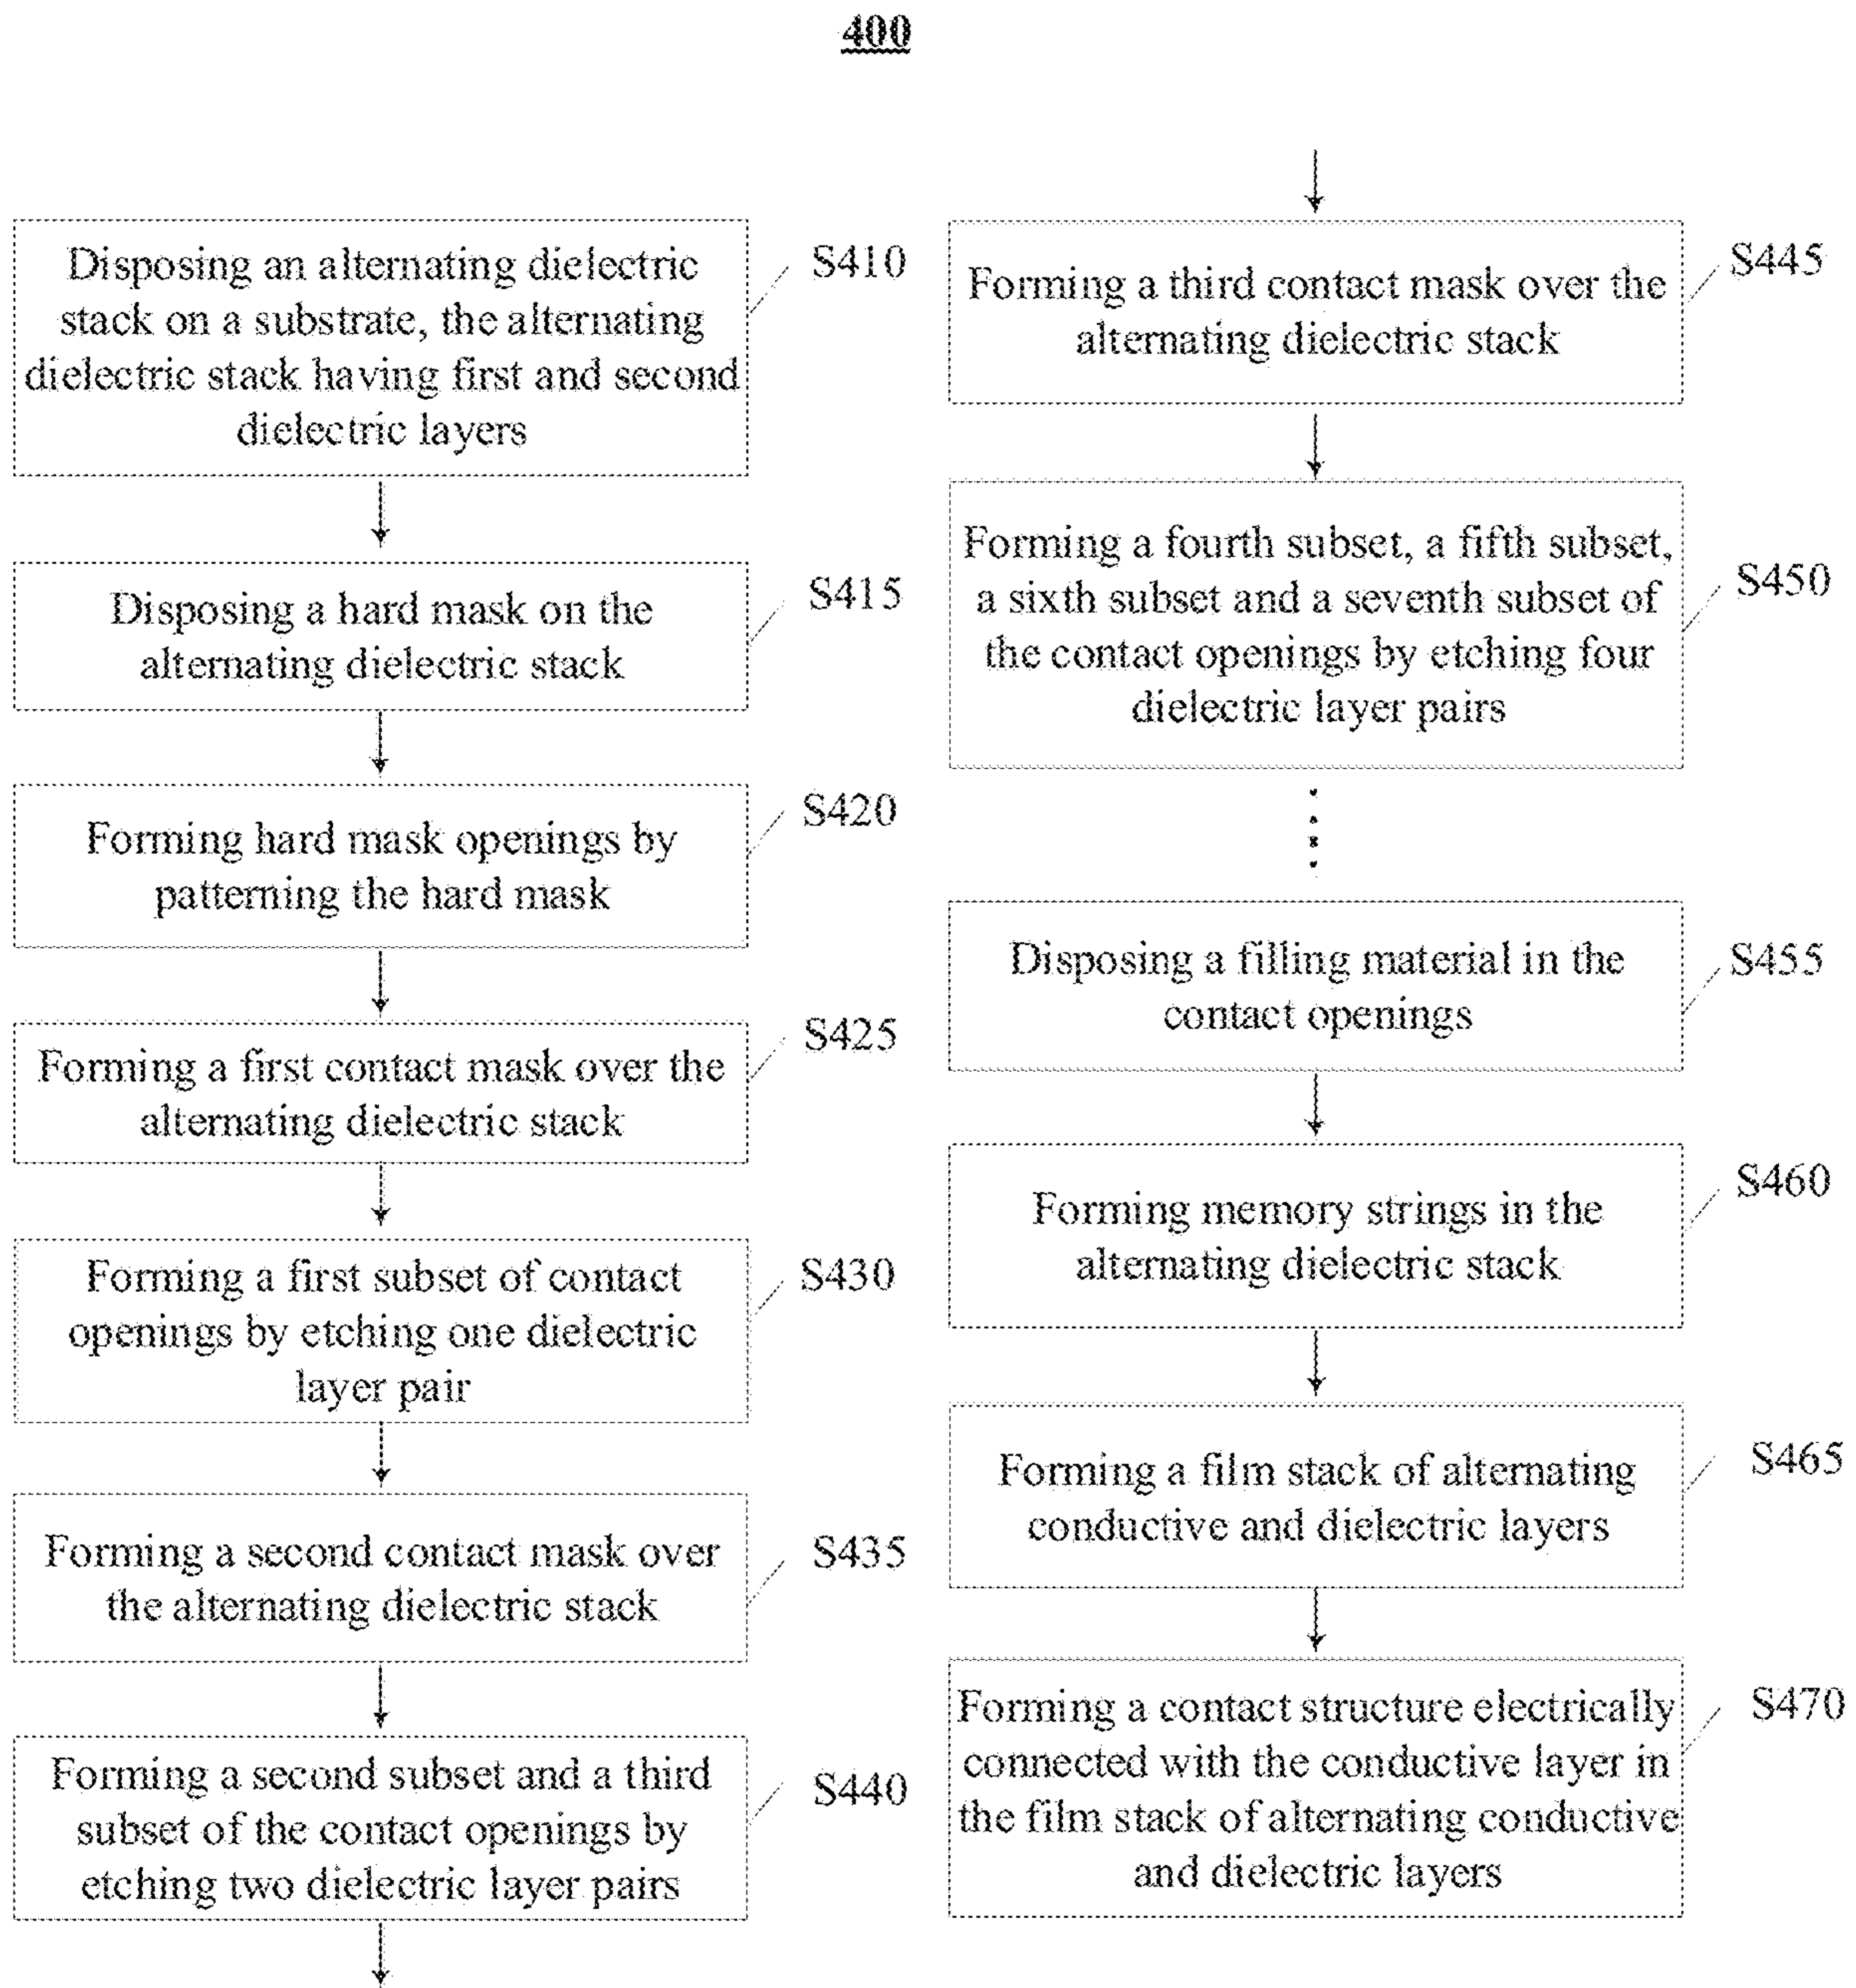 400
Disposing an alternating dielectric
stack on a substrate, the alternating
dielectric stack having first and second
dielectric layers
S410
Disposing a hard mask on the
alternating dielectric stack
S415
Forming hard mask openings by
patterning the hard mask
S420
Forming a first contact mask over the
alternating dielectric stack
S425
Forming a first subset of contact
openings by etching one dielectric
layer pair
S430
Forming a second contact mask over
the alternating dielectric stack
S435
Forming a second subset and a third
subset of the contact openings by
etching two dielectric layer pairs
S440
Forming a third contact mask over the
alternating dielectric stack
S445
Forming a fourth subset, a fifth subset,
a sixth subset and a seventh subset of
the contact openings by etching four
dielectric layer pairs
S450
Disposing a filling material in the
contact openings
S455
Forming memory strings in the
alternating dielectric stack
S460
Forming a film stack of alternating
conductive and dielectric layers
S465
Forming a contact structure electrically
connected with the conductive layer in
the film stack of alternating conductive
and dielectric layers
S470